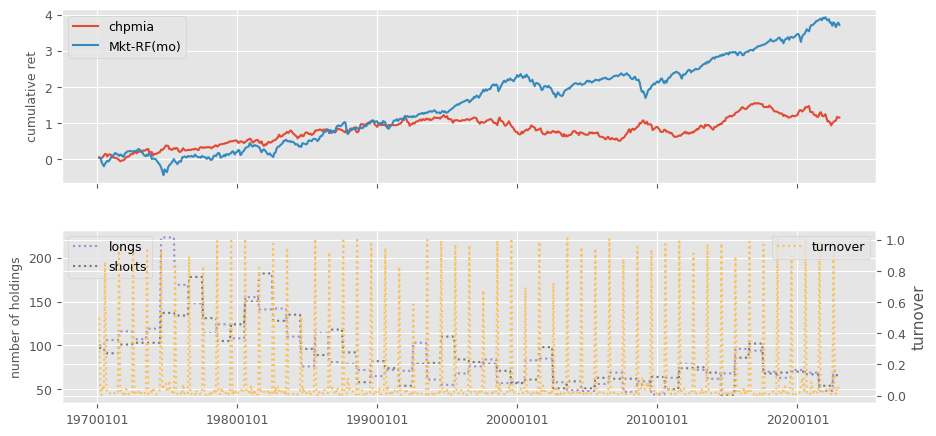 4
3
2
1
0
cumulative ret
chpmia
Mkt-RF(mo)
200
150
100
50
number of holdings
longs
shorts
turnover
1.0
0.8
0.6
0.4
0.2
0.0
turnover
19700101
19800101
19900101
20000101
20100101
20200101